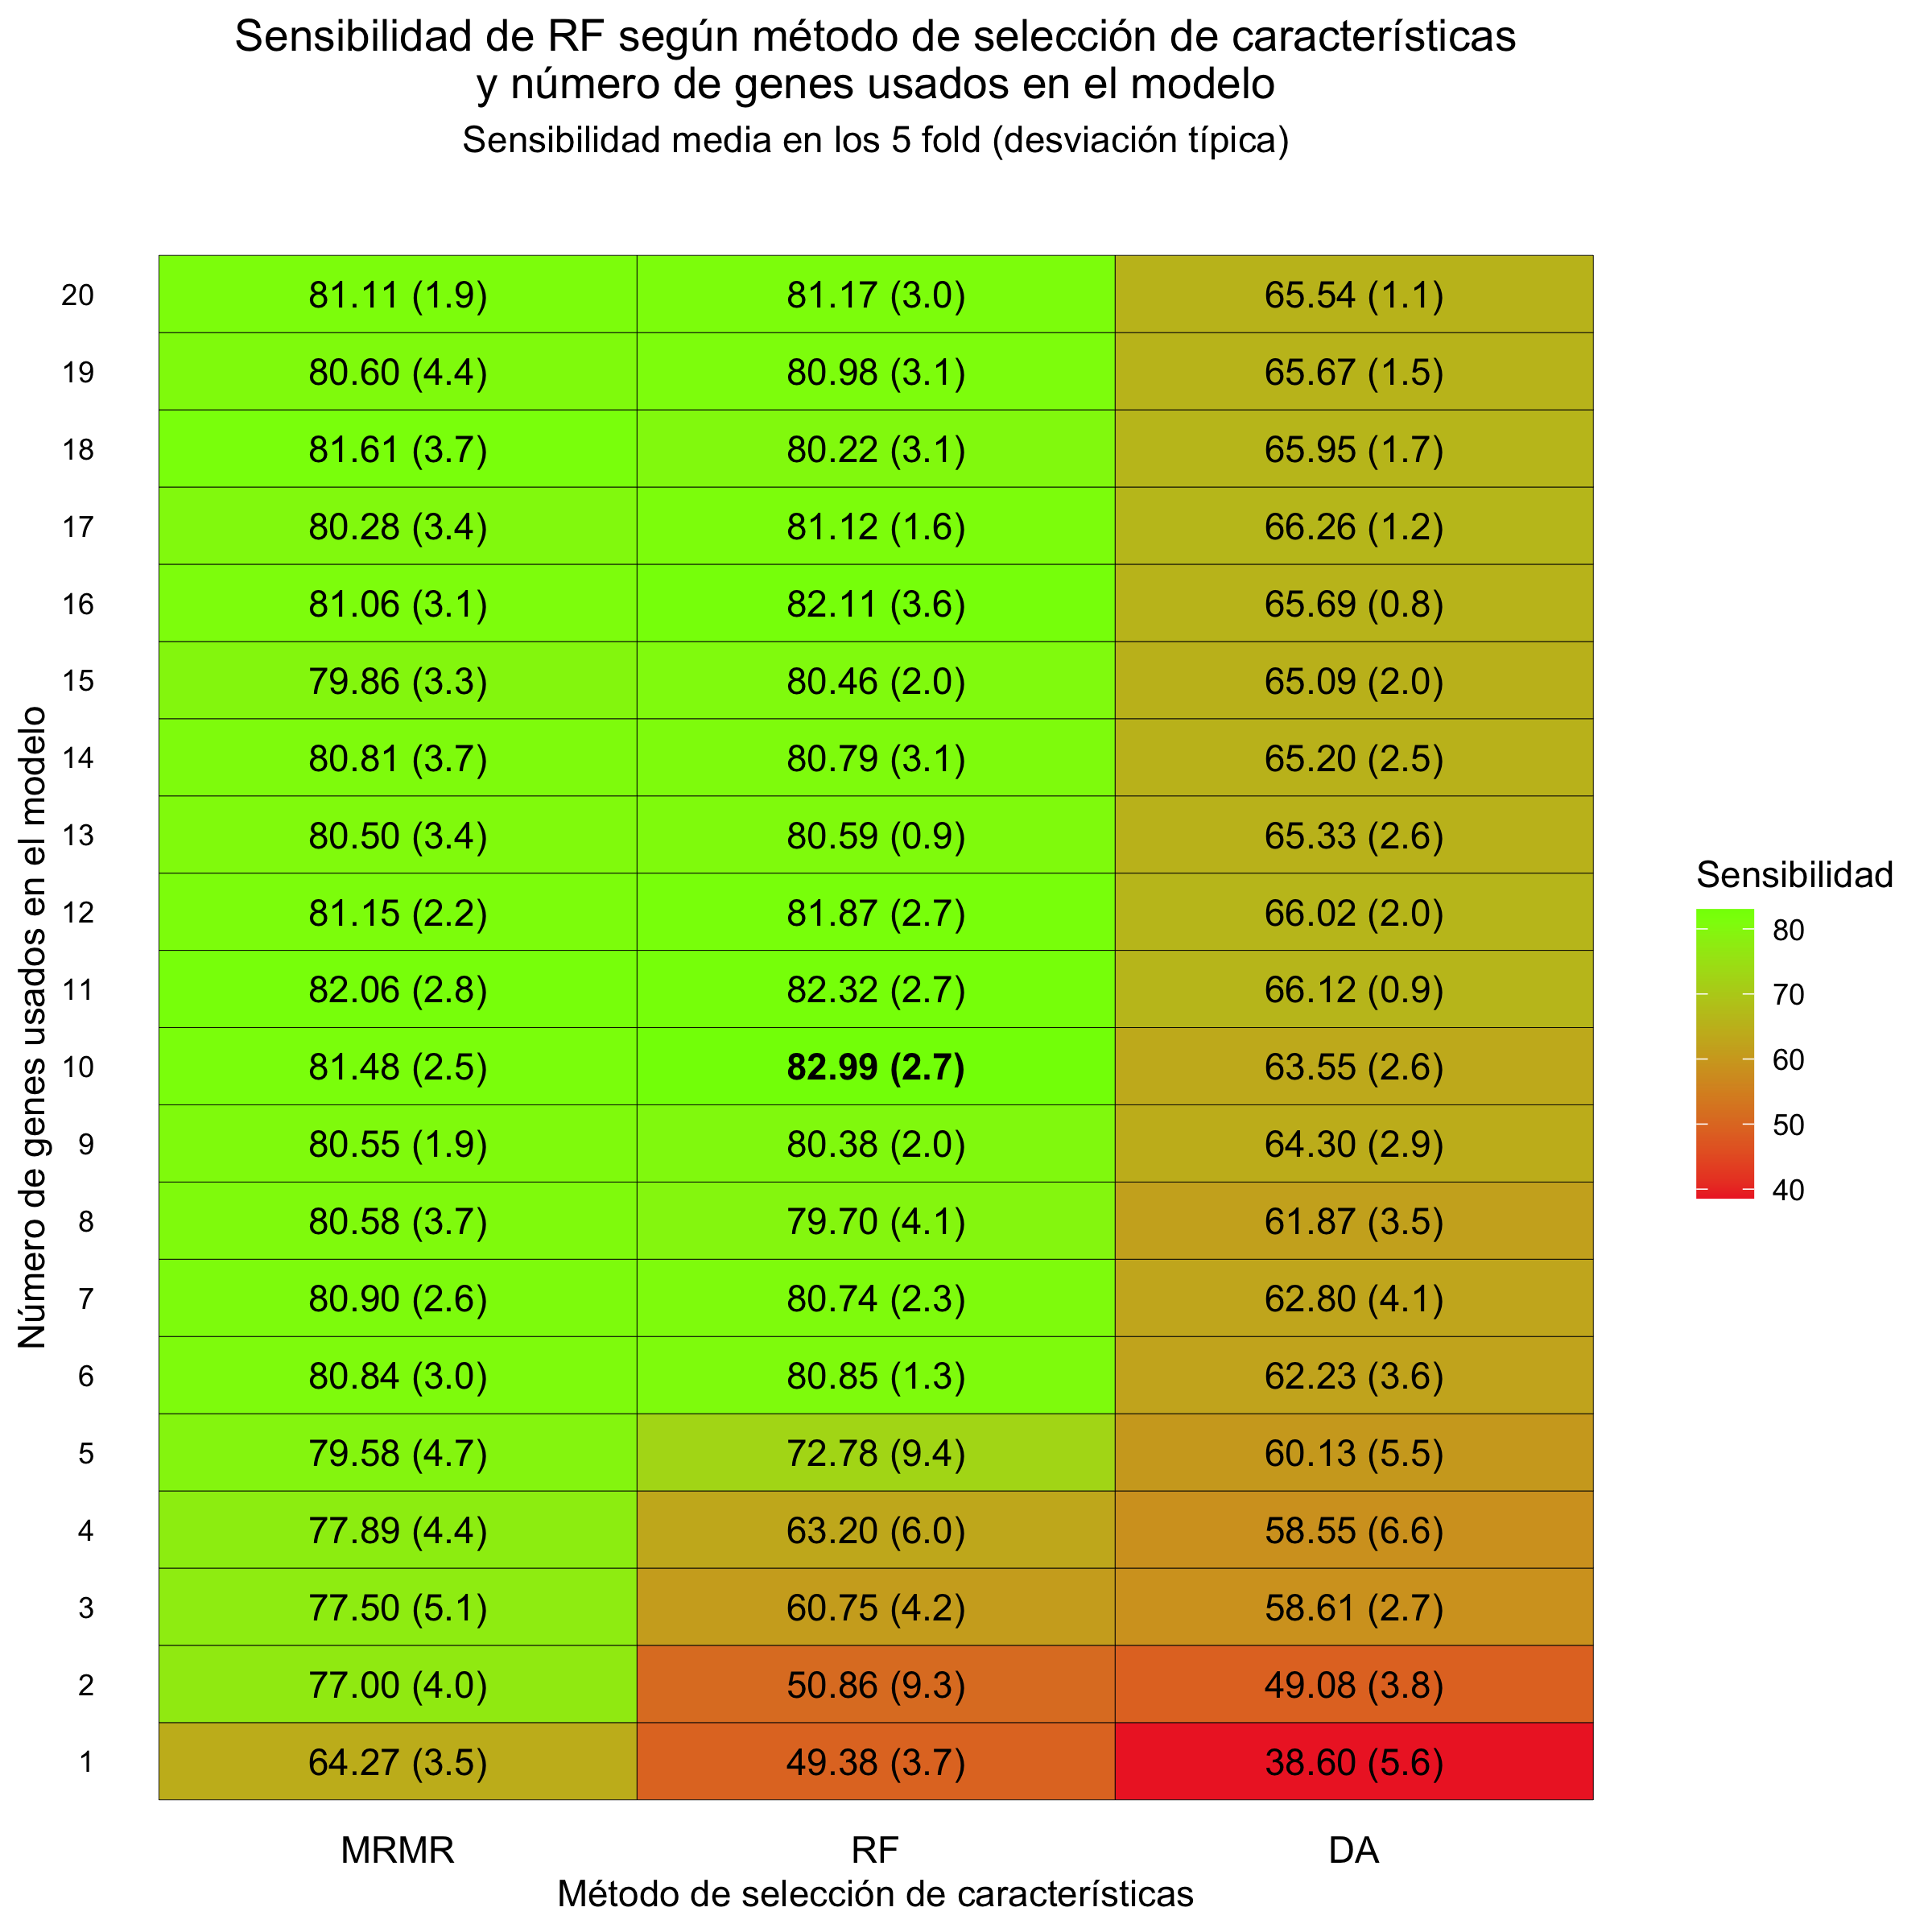 Sensibilidad de RF según método de selección de características
y número de genes usados en el modelo
Sensibilidad media en los 5 fold (desviación típica)
Número de genes usados en el modelo
20 81.11 (1.9) 81.17 (3.0) 65.54 (1.1)
19 80.60 (4.4) 80.98 (3.1) 65.67 (1.5)
18 81.61 (3.7) 80.22 (3.1) 65.95 (1.7)
17 80.28 (3.4) 81.12 (1.6) 66.26 (1.2)
16 81.06 (3.1) 82.11 (3.6) 65.69 (0.8)
15 79.86 (3.3) 80.46 (2.0) 65.09 (2.0)
14 80.81 (3.7) 80.79 (3.1) 65.20 (2.5)
13 80.50 (3.4) 80.59 (0.9) 65.33 (2.6)
12 81.15 (2.2) 81.87 (2.7) 66.02 (2.0)
11 82.06 (2.8) 82.32 (2.7) 66.12 (0.9)
10 81.48 (2.5) 82.99 (2.7) 63.55 (2.6)
9 80.55 (1.9) 80.38 (2.0) 64.30 (2.9)
8 80.58 (3.7) 79.70 (4.1) 61.87 (3.5)
7 80.90 (2.6) 80.74 (2.3) 62.80 (4.1)
6 80.84 (3.0) 80.85 (1.3) 62.23 (3.6)
5 79.58 (4.7) 72.78 (9.4) 60.13 (5.5)
4 77.89 (4.4) 63.20 (6.0) 58.55 (6.6)
3 77.50 (5.1) 60.75 (4.2) 58.61 (2.7)
2 77.00 (4.0) 50.86 (9.3) 49.08 (3.8)
1 64.27 (3.5) 49.38 (3.7) 38.60 (5.6)
MRMR RF DA
Método de selección de características
Sensibilidad
80
70
60
50
40